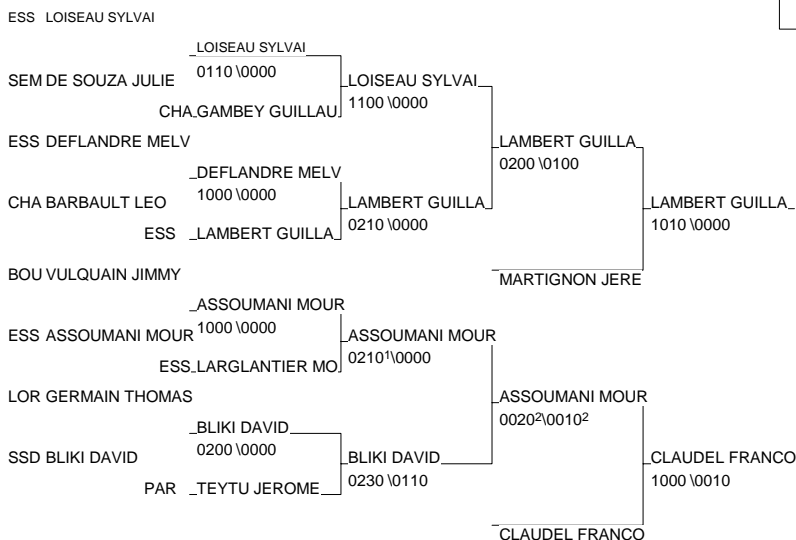 ESS LOISEAU SYLVAI
LOISEAU SYLVAI
0110 \0000
SEM DE SOUZA JULIE
LOISEAU SYLVAI
1100 \0000
CHA GAMBEY GUILLAU
ESS DEFLANDRE MELV
LAMBERT GUILLA
0200 \0100
DEFLANDRE MELV
1000 \0000
CHA BARBAULT LEO
LAMBERT GUILLA
0210 \0000
LAMBERT GUILLA
1010 \0000
ESS LAMBERT GUILLA
BOU VULQUAIN JIMMY
MARTIGNON JERE
ASSOUMANI MOUR
1000 \0000
ESS ASSOUMANI MOUR
ASSOUMANI MOUR
0210¹\0000
ESS LARGLANTIER MO
LOR GERMAIN THOMAS
ASSOUMANI MOUR
0020²\0010²
BLIKI DAVID
0200 \0000
SSD BLIKI DAVID
BLIKI DAVID
0230 \0110
CLAUDEL FRANCO
1000 \0010
PAR TEYTU JEROME
CLAUDEL FRANCO